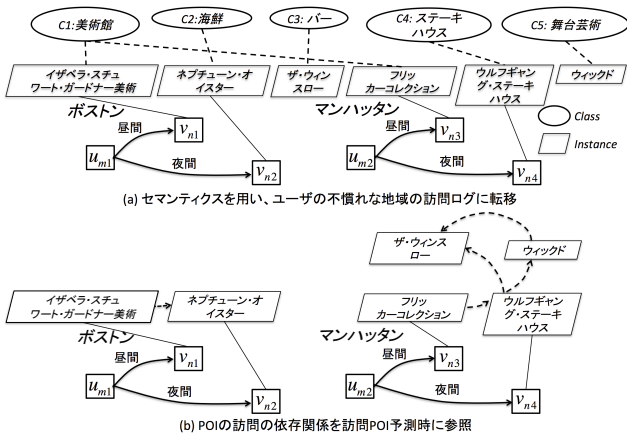 C1:美術館
C2:海鮮
C3: バー
C4: ステーキ
ハウス
C5: 舞台芸術
イザベラ・スチュ
ワート・ガードナー美術
ネプチューン・オ
イスター
ザ・ウィン
スロー
フリッ
カーコレクション
ウルフギャン
グ・ステーキ
ハウス
ウィックド
Class
Instance
ボストン
昼間
夜間
u_m1
v_n1
v_n2
マンハッタン
昼間
夜間
u_m2
v_n3
v_n4
(a) セマンティクスを用い、ユーザの不慣れな地域の訪問ログに転移
ザ・ウィンス
ロー
ウィックド
イザベラ・スチュ
ワート・ガードナー美術
ネプチューン・オ
イスター
フリッ
カーコレクション
ウルフギャン
グ・ステーキ
ハウス
ボストン
昼間
夜間
u_m1
v_n1
v_n2
マンハッタン
昼間
夜間
u_m2
v_n3
v_n4
(b) POIの訪問の依存関係を訪問POI予測時に参照